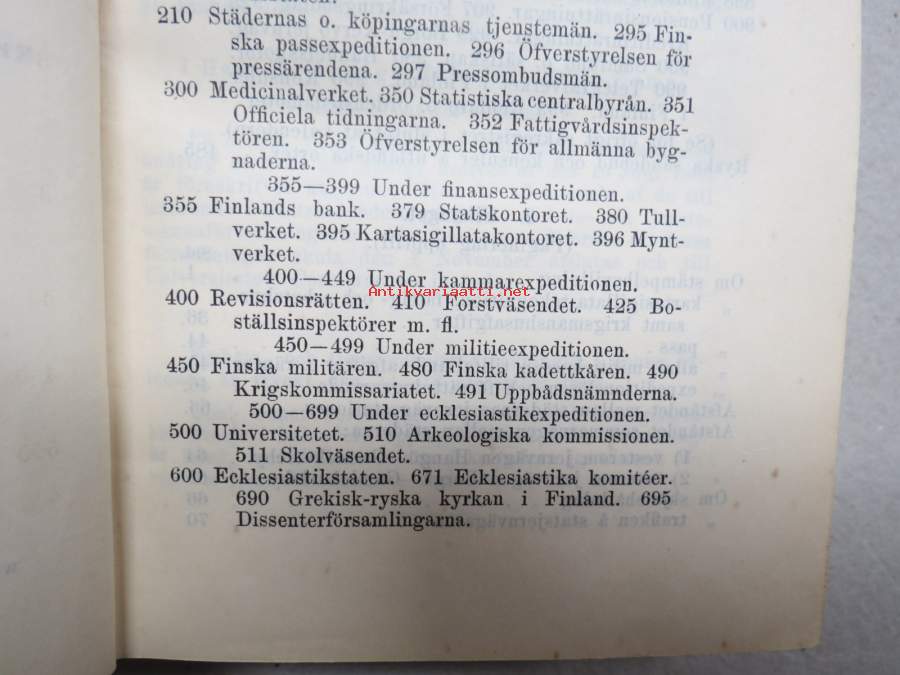 210 Städernas o. köpingarnas tjenstemän. 295 Fin-
ska passexpeditionen. 296 Öfverstyrelsen för
pressärendena. 297 Pressombudsmän.
300 Medicinalverket. 350 Statistiska centralbyrån. 351
Officiela tidningarna. 352 Fattigvårdsinspek-
tören. 353 Öfverstyrelsen för allmänna byg-
naderna.
355—399 Under finansexpeditionen.
355 Finlands bank. 379 Statskontoret. 380 Tull-
verket. 395 Kartasigillatakontoret. 396 Mynt-
verket.
400—449 Under kammarexpeditionen.
Antikvariaatti.net
400 Revisionsrätten. 410 Forstväsendet. 425 Bo-
ställsinspektörer m. fl.
450—499 Under militieexpeditionen.
450 Finska militären. 480 Finska kadettkåren. 490
Krigskommissariatet. 491 Uppbådsnämnderna.
500—699 Under ecklesiastikexpeditionen.
500 Universitetet. 510 Arkeologiska kommissionen.
511 Skolväsendet.
600 Ecklesiastikstaten. 671 Ecklesiastika komitéer.
690 Grekisk-ryska kyrkan i Finland. 695
Dissenterförsamlingarna.